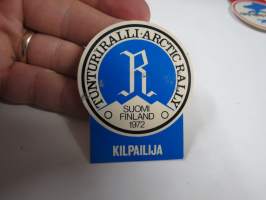 TUNTURIRALLI·ARCTIC RALLY
R
SUOMI
FINLAND
1972
KILPAILIJA